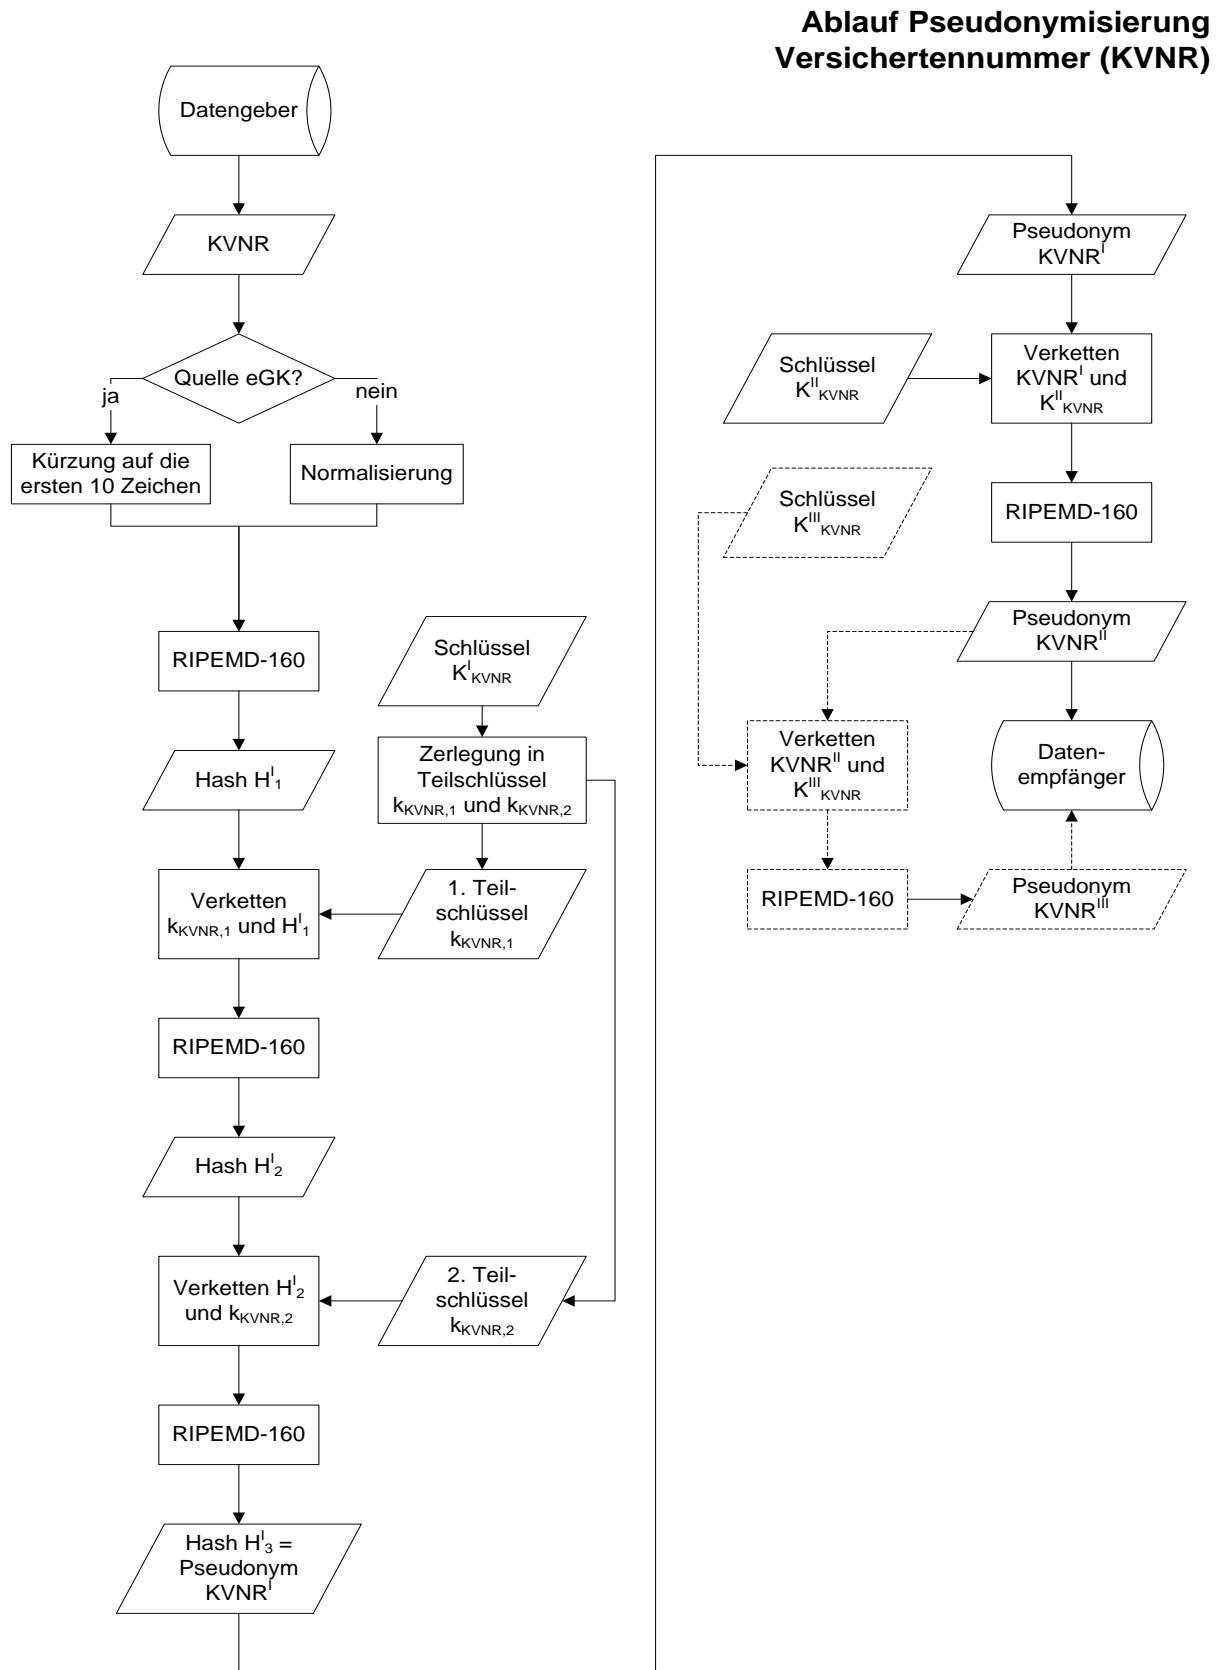 Ablauf Pseudonymisierung
Versichertennummer (KVNR)
Datengeber
KVNR
Quelle eGK?
ja
nein
Kürzung auf die
ersten 10 Zeichen
Normalisierung
RIPEMD-160
Schlüssel
K^I_KVNR
Hash H^I_1
Zerlegung in
Teilschlüssel
k_KVNR,1 und k_KVNR,2
Verketten
k_KVNR,1 und H^I_1
1. Teil-
schlüssel
k_KVNR,1
RIPEMD-160
Hash H^I_2
Verketten H^I_2
und k_KVNR,2
2. Teil-
schlüssel
k_KVNR,2
RIPEMD-160
Hash H^I_3 =
Pseudonym
KVNR^I
Pseudonym
KVNR^I
Schlüssel
K^II_KVNR
Verketten
KVNR^I und
K^II_KVNR
Schlüssel
K^III_KVNR
RIPEMD-160
Pseudonym
KVNR^II
Verketten
KVNR^II und
K^III_KVNR
Daten-
empfänger
RIPEMD-160
Pseudonym
KVNR^III